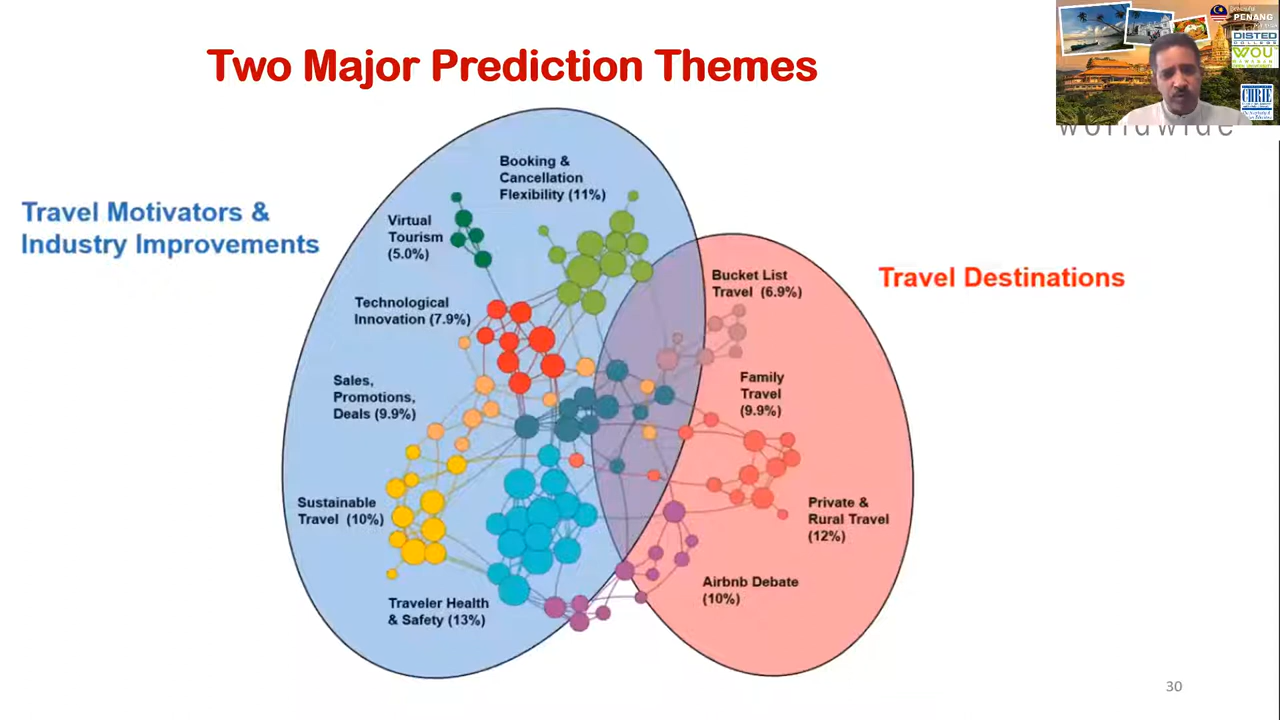 Two Major Prediction Themes
PENANG
DISTED
COLLEGE
WOU
CHRIE
worldwide
Travel Motivators &
Industry Improvements
Booking &
Cancellation
Flexibility (11%)
Virtual
Tourism
(5.0%)
Technological
Innovation (7.9%)
Sales,
Promotions,
Deals (9.9%)
Sustainable
Travel (10%)
Traveler Health
& Safety (13%)
Travel Destinations
Bucket List
Travel (6.9%)
Family
Travel
(9.9%)
Private &
Rural Travel
(12%)
Airbnb Debate
(10%)
30